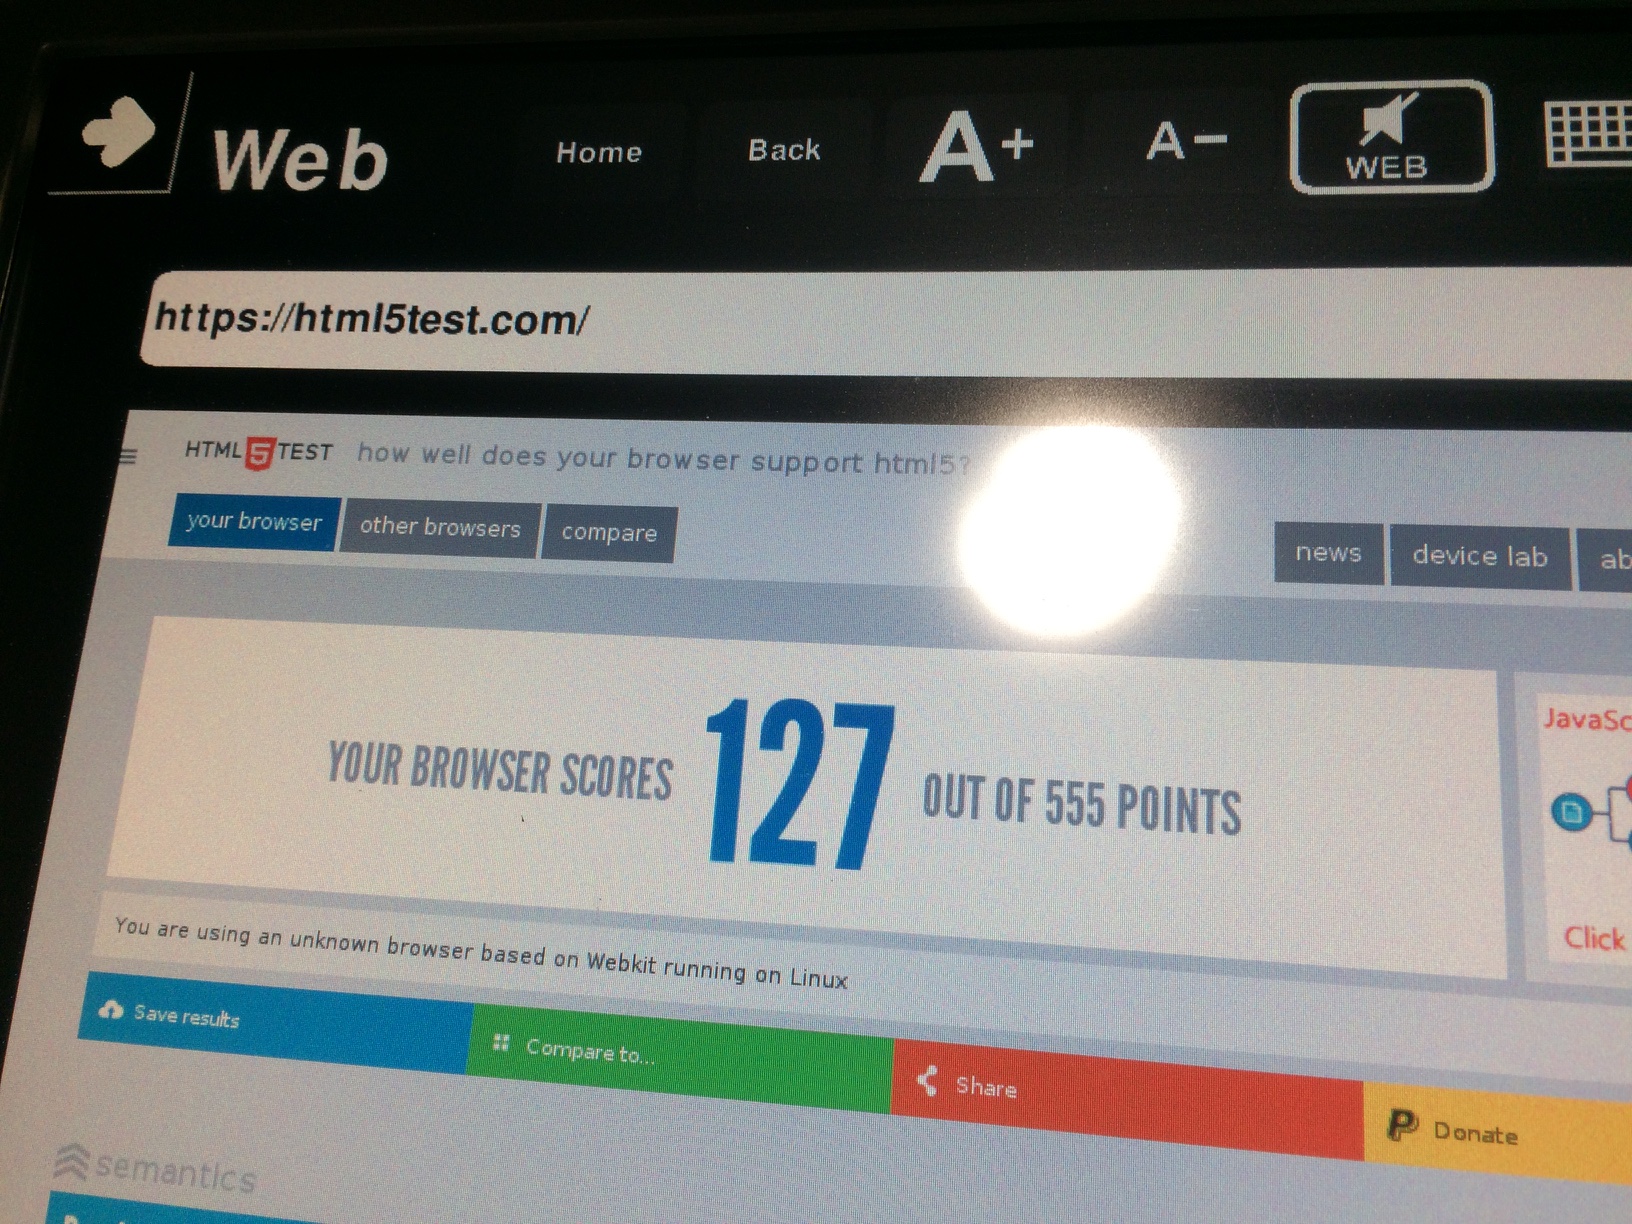 Web Home Back A+ A- WEB
https://html5test.com/
HTML 5 TEST how well does your browser support html5?
your browser other browsers compare news device lab
YOUR BROWSER SCORES 127 OUT OF 555 POINTS
You are using an unknown browser based on Webkit running on Linux
Click
Save results Compare to... Share Donate
semantics